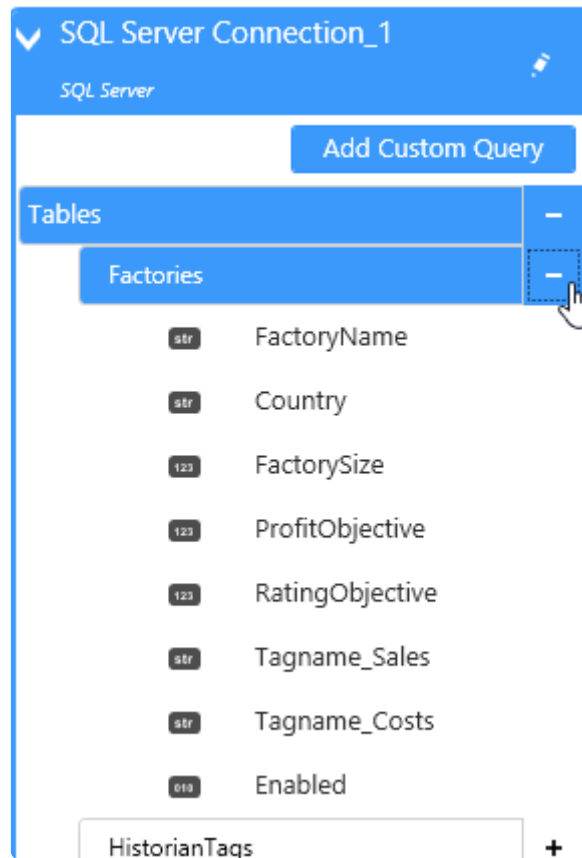 SQL Server Connection_1
SQL Server
Add Custom Query
Tables
Factories
str FactoryName
str Country
123 FactorySize
123 ProfitObjective
123 RatingObjective
str Tagname_Sales
str Tagname_Costs
010 Enabled
HistorianTags